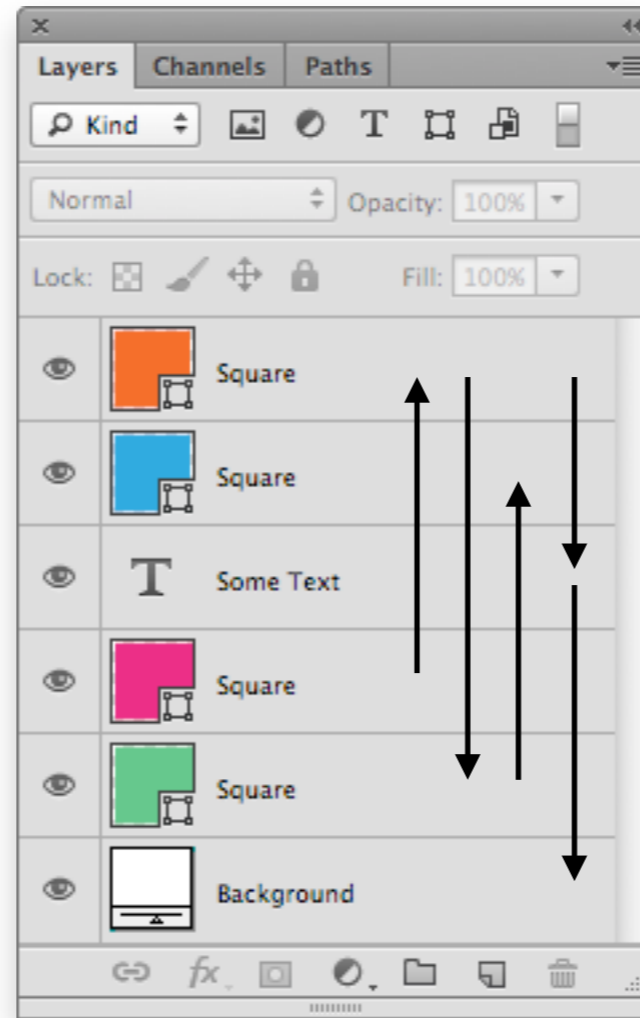 Layers Channels Paths
Kind T
Normal Opacity: 100%
Lock: Fill: 100%
Square
Square
T Some Text
Square
Square
Background
fx